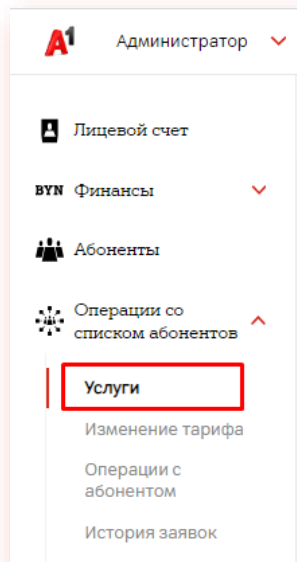 A1 Администратор
Лицевой счет
BYN Финансы
Абоненты
Операции со
списком абонентов
Услуги
Изменение тарифа
Операции с
абонентом
История заявок